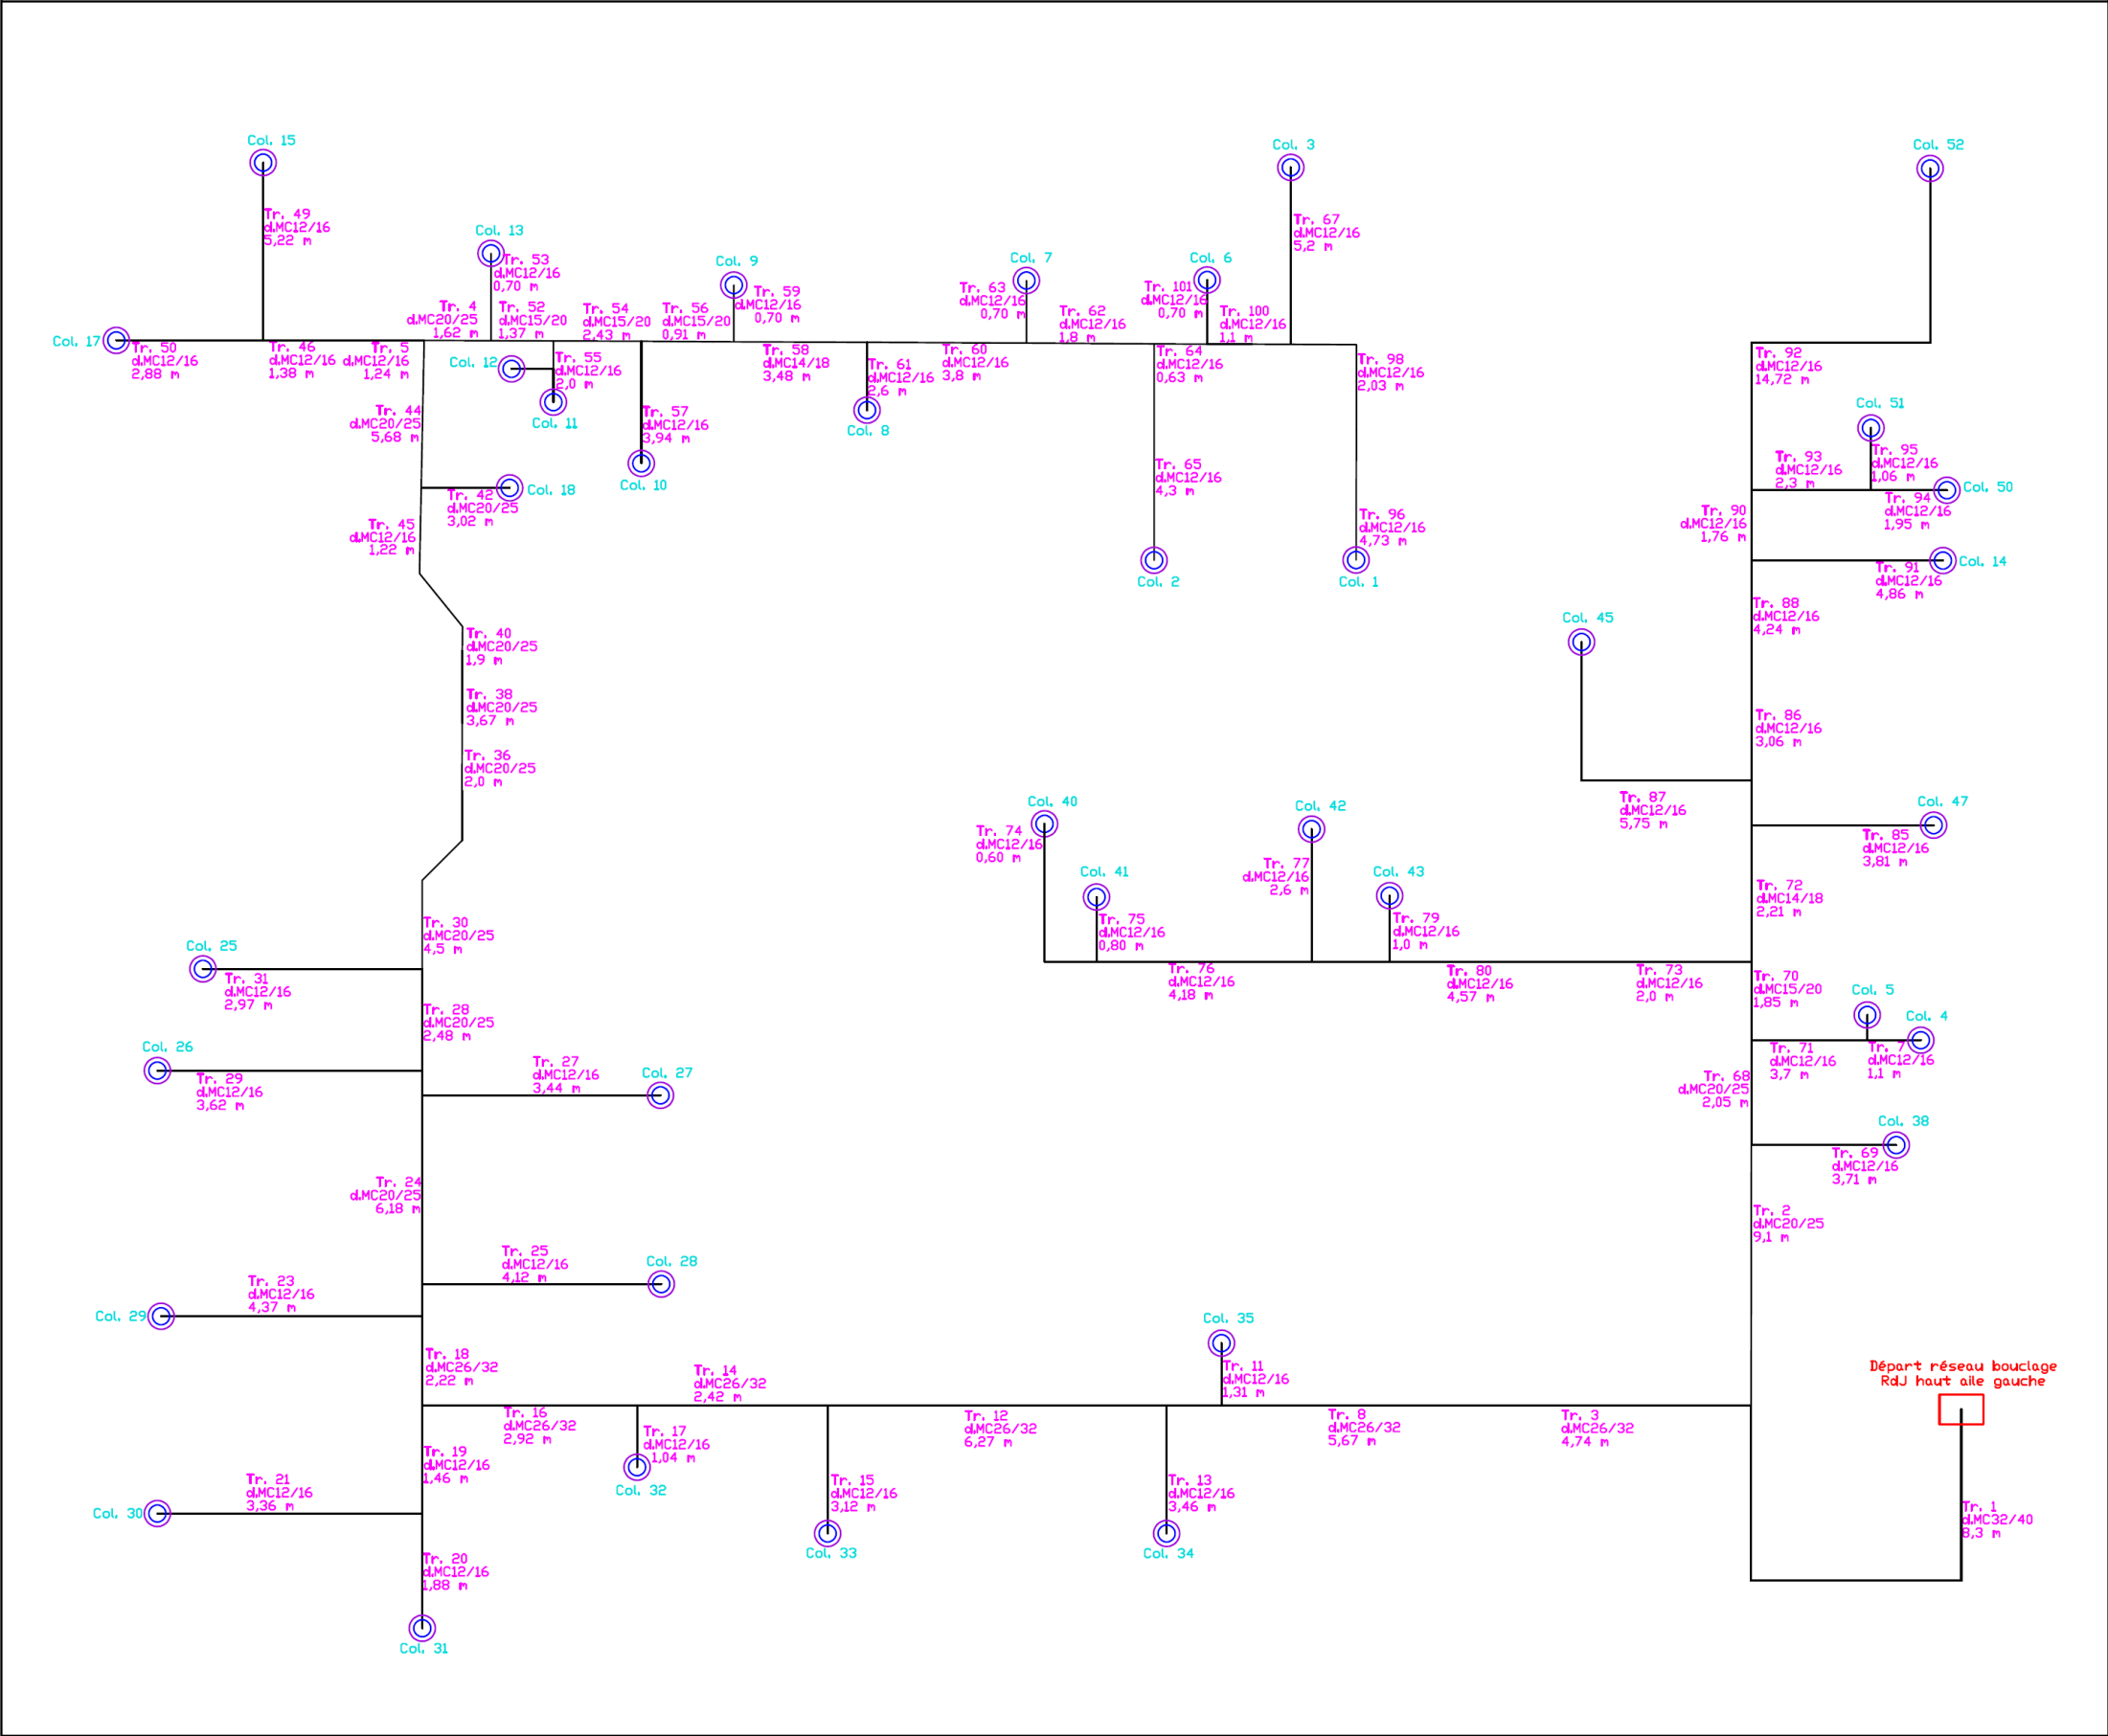 Col. 15
Col. 3
Col. 52
Tr. 49
d.MC12/16
5,22 m
Tr. 67
d.MC12/16
5,2 m
Col. 13
Tr. 53
d.MC12/16
0,70 m
Col. 9
Tr. 59
d.MC12/16
0,70 m
Col. 7
Tr. 63
d.MC12/16
0,70 m
Col. 6
Tr. 101
d.MC12/16
0,70 m
Tr. 4
d.MC20/25
1,62 m
Tr. 52
d.MC15/20
1,37 m
Tr. 54
d.MC15/20
2,43 m
Tr. 56
d.MC15/20
0,91 m
Tr. 62
d.MC12/16
1,8 m
Tr. 100
d.MC12/16
1,1 m
Col. 17
Tr. 50
d.MC12/16
2,88 m
Tr. 46
d.MC12/16
1,38 m
Tr. 5
d.MC12/16
1,24 m
Col. 12
Tr. 55
d.MC12/16
2,0 m
Col. 11
Tr. 58
d.MC14/18
3,48 m
Tr. 61
d.MC12/16
2,6 m
Col. 8
Tr. 60
d.MC12/16
3,8 m
Tr. 64
d.MC12/16
0,63 m
Tr. 98
d.MC12/16
2,03 m
Tr. 92
d.MC12/16
14,72 m
Tr. 44
d.MC20/25
5,68 m
Tr. 57
d.MC12/16
3,94 m
Col. 10
Col. 51
Tr. 93
d.MC12/16
2,3 m
Tr. 95
d.MC12/16
1,06 m
Tr. 42
d.MC20/25
3,02 m
Col. 18
Tr. 65
d.MC12/16
4,3 m
Col. 50
Tr. 94
d.MC12/16
1,95 m
Tr. 45
d.MC12/16
1,22 m
Tr. 96
d.MC12/16
4,73 m
Tr. 90
d.MC12/16
1,76 m
Col. 2
Col. 1
Col. 14
Tr. 91
d.MC12/16
4,86 m
Tr. 88
d.MC12/16
4,24 m
Col. 45
Tr. 40
d.MC20/25
1,9 m
Tr. 38
d.MC20/25
3,67 m
Tr. 86
d.MC12/16
3,06 m
Tr. 36
d.MC20/25
2,0 m
Tr. 87
d.MC12/16
5,75 m
Col. 40
Col. 42
Col. 47
Tr. 74
d.MC12/16
0,60 m
Tr. 85
d.MC12/16
3,81 m
Col. 41
Tr. 77
d.MC12/16
2,6 m
Col. 43
Tr. 72
d.MC14/18
2,21 m
Tr. 75
d.MC12/16
0,80 m
Tr. 79
d.MC12/16
1,0 m
Tr. 30
d.MC20/25
4,5 m
Col. 25
Tr. 31
d.MC12/16
2,97 m
Tr. 76
d.MC12/16
4,18 m
Tr. 80
d.MC12/16
4,57 m
Tr. 73
d.MC12/16
2,0 m
Tr. 70
d.MC15/20
1,85 m
Col. 5
Col. 4
Tr. 28
d.MC20/25
2,48 m
Col. 26
Tr. 29
d.MC12/16
3,62 m
Tr. 27
d.MC12/16
3,44 m
Col. 27
Tr. 71
d.MC12/16
3,7 m
Tr. 7
d.MC12/16
1,1 m
Tr. 68
d.MC20/25
2,05 m
Col. 38
Tr. 69
d.MC12/16
3,71 m
Tr. 24
d.MC20/25
6,18 m
Tr. 2
d.MC20/25
9,1 m
Tr. 25
d.MC12/16
4,12 m
Col. 28
Tr. 23
d.MC12/16
4,37 m
Col. 29
Col. 35
Tr. 18
d.MC26/32
2,22 m
Tr. 14
d.MC26/32
2,42 m
Tr. 11
d.MC12/16
1,31 m
Départ réseau bouclage
RdJ haut aile gauche
Tr. 16
d.MC26/32
2,92 m
Tr. 12
d.MC26/32
6,27 m
Tr. 8
d.MC26/32
5,67 m
Tr. 3
d.MC26/32
4,74 m
Tr. 17
d.MC12/16
1,04 m
Col. 32
Tr. 19
d.MC12/16
1,46 m
Tr. 21
d.MC12/16
3,36 m
Col. 30
Tr. 15
d.MC12/16
3,12 m
Col. 33
Tr. 13
d.MC12/16
3,46 m
Col. 34
Tr. 1
d.MC32/40
8,3 m
Tr. 20
d.MC12/16
1,88 m
Col. 31